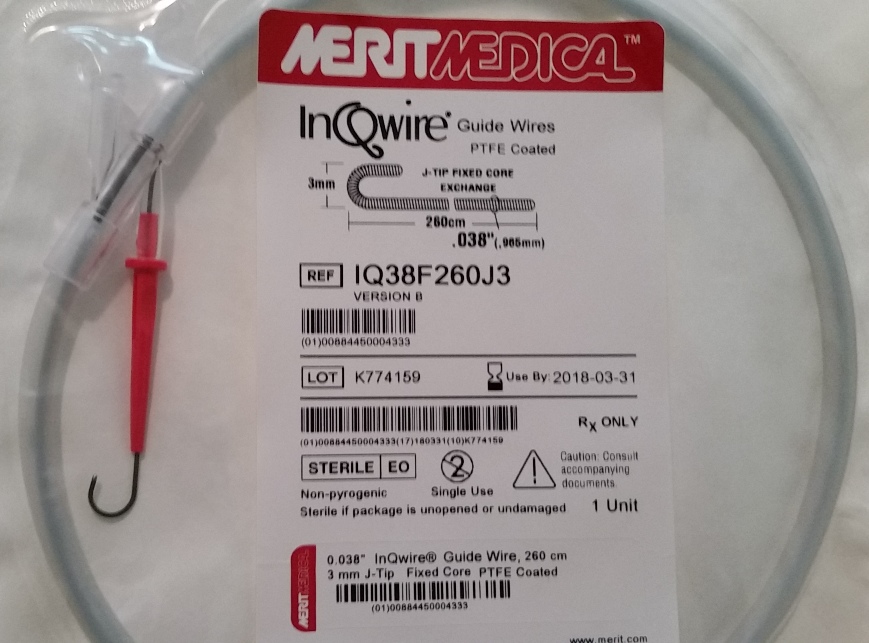 MERITMEDICAL™
InQwire® Guide Wires
PTFE Coated
J-TIP FIXED CORE
EXCHANGE
3mm
260cm
.038"(.965mm)
REF IQ38F260J3
VERSION B
(01)00884450004333
LOT K774159 Use By: 2018-03-31
(01)00884450004333(17)180331(10)K774159
Rx ONLY
STERILE EO
2
Caution: Consult
accompanying
documents.
Non-pyrogenic Single Use
Sterile if package is unopened or undamaged 1 Unit
MERITMEDICAL
0.038" InQwire® Guide Wire, 260 cm
3 mm J-Tip Fixed Core PTFE Coated
(01)00884450004333
www.merit.com